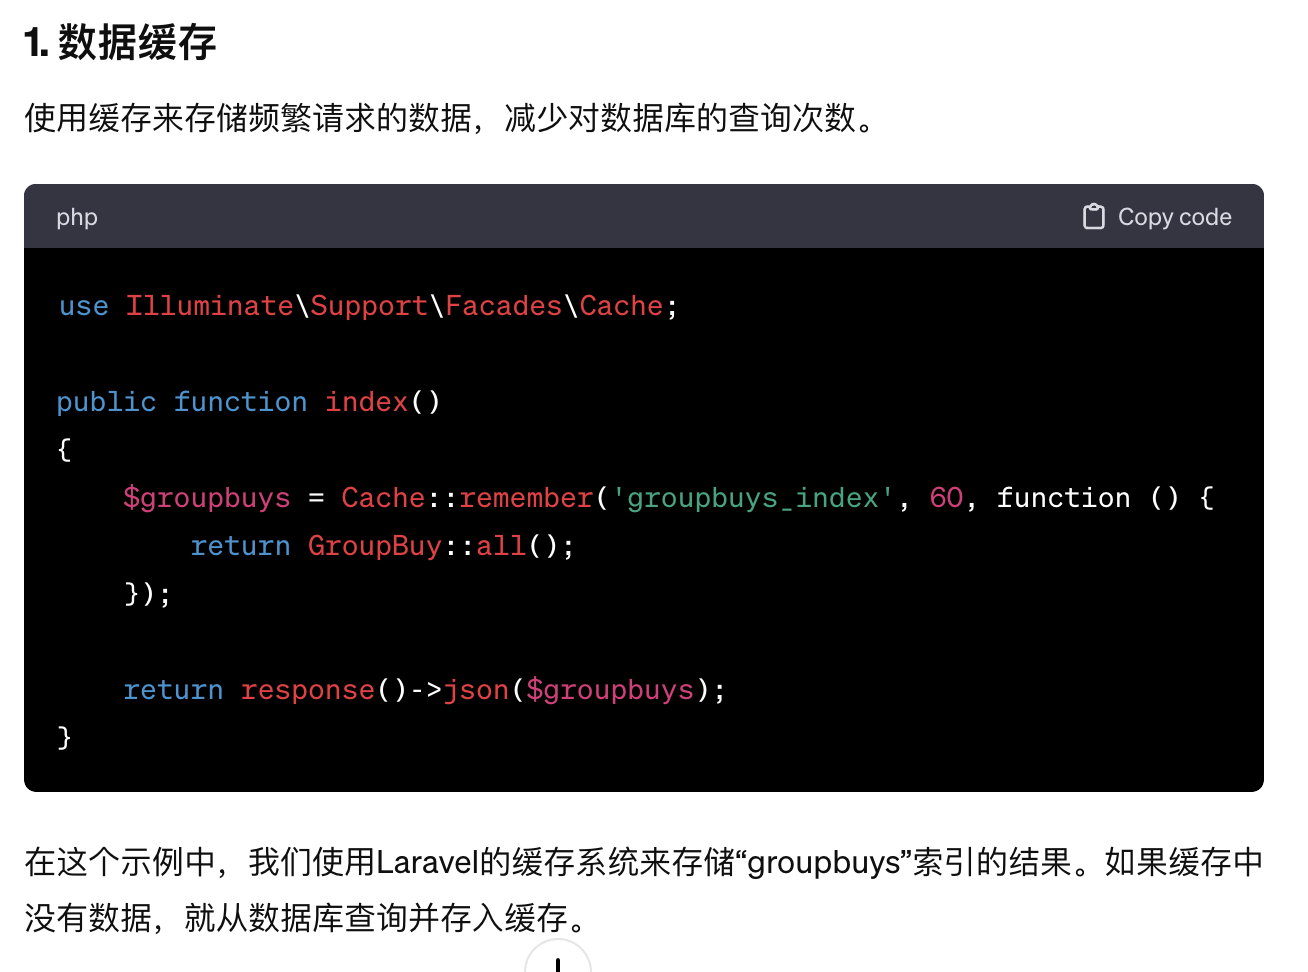 1. 数据缓存
使用缓存来存储频繁请求的数据，减少对数据库的查询次数。
php
Copy code
use Illuminate\Support\Facades\Cache;
public function index()
{
    $groupbuys = Cache::remember('groupbuys_index', 60, function () {
        return GroupBuy::all();
    });
    return response()->json($groupbuys);
}
在这个示例中，我们使用Laravel的缓存系统来存储“groupbuys”索引的结果。如果缓存中
没有数据，就从数据库查询并存入缓存。